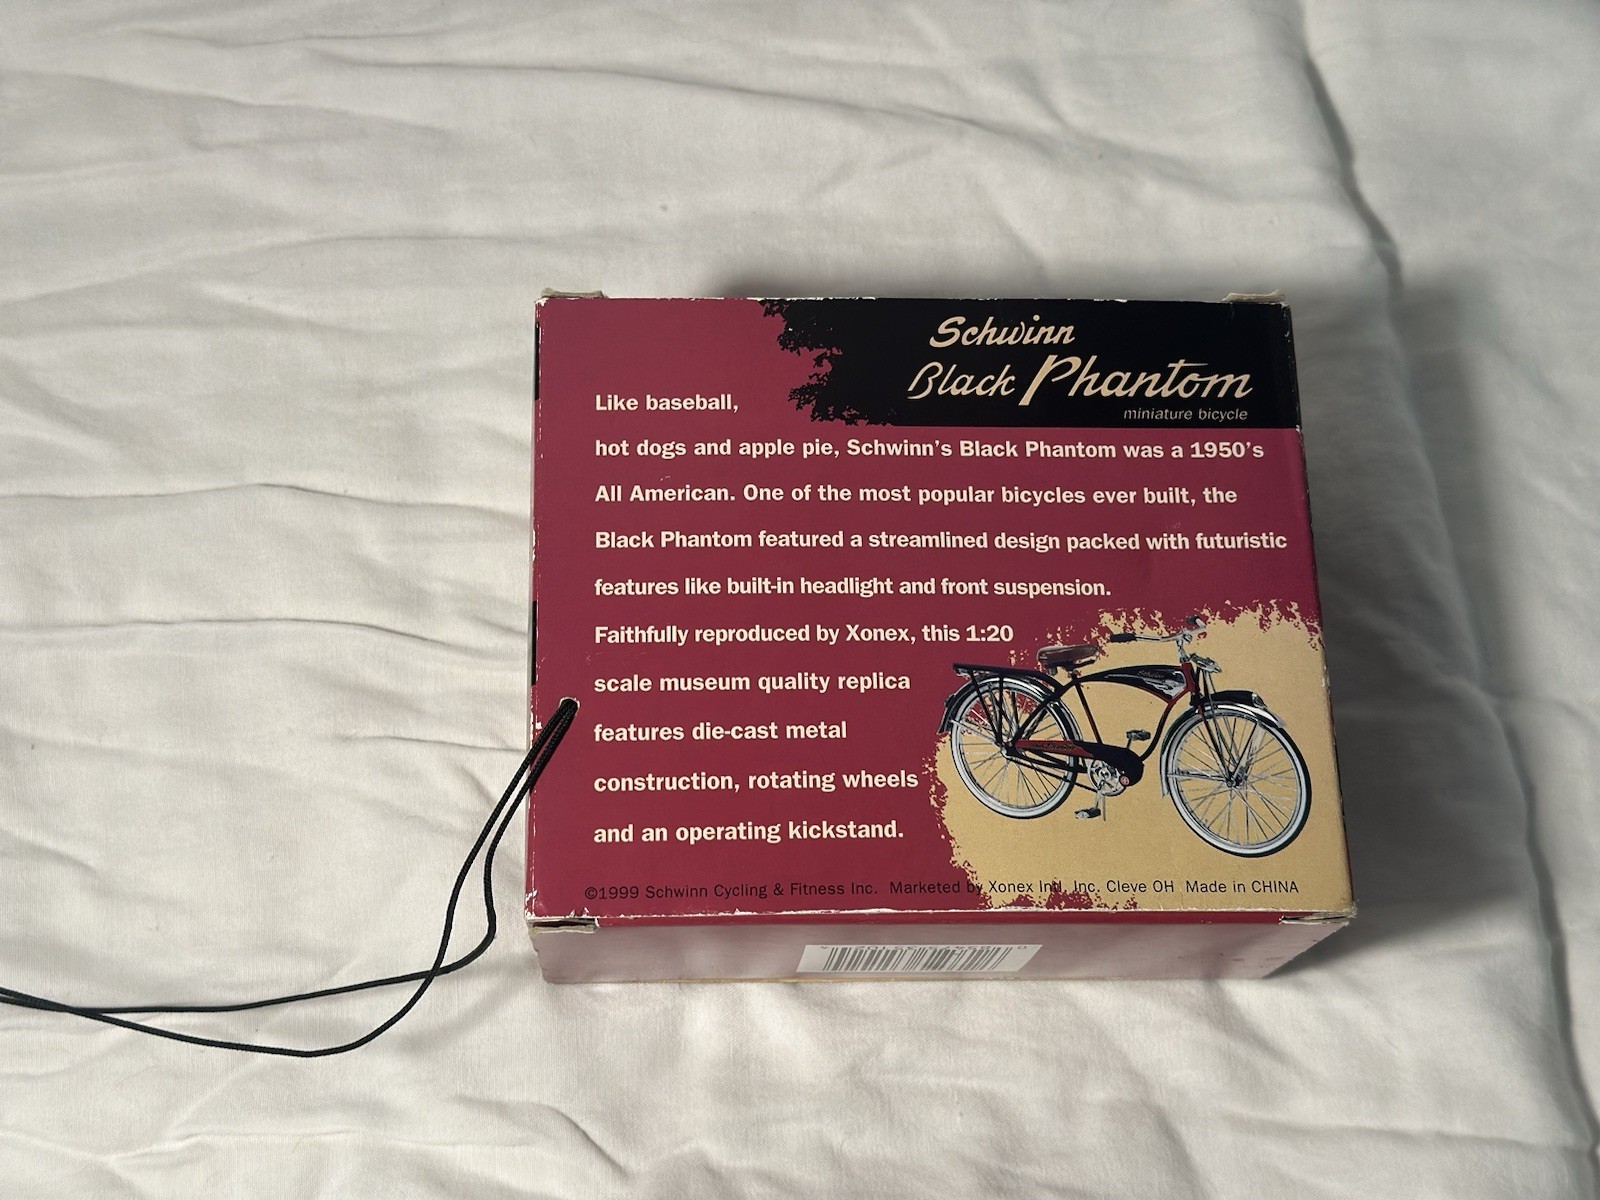 Schwinn
Black Phantom
miniature bicycle
Like baseball,
hot dogs and apple pie, Schwinn's Black Phantom was a 1950's
All American. One of the most popular bicycles ever built, the
Black Phantom featured a streamlined design packed with futuristic
features like built-in headlight and front suspension.
Faithfully reproduced by Xonex, this 1:20
scale museum quality replica
features die-cast metal
construction, rotating wheels
and an operating kickstand.
©1999 Schwinn Cycling & Fitness Inc. Marketed by Xonex Intl. Inc. Cleve OH Made in CHINA